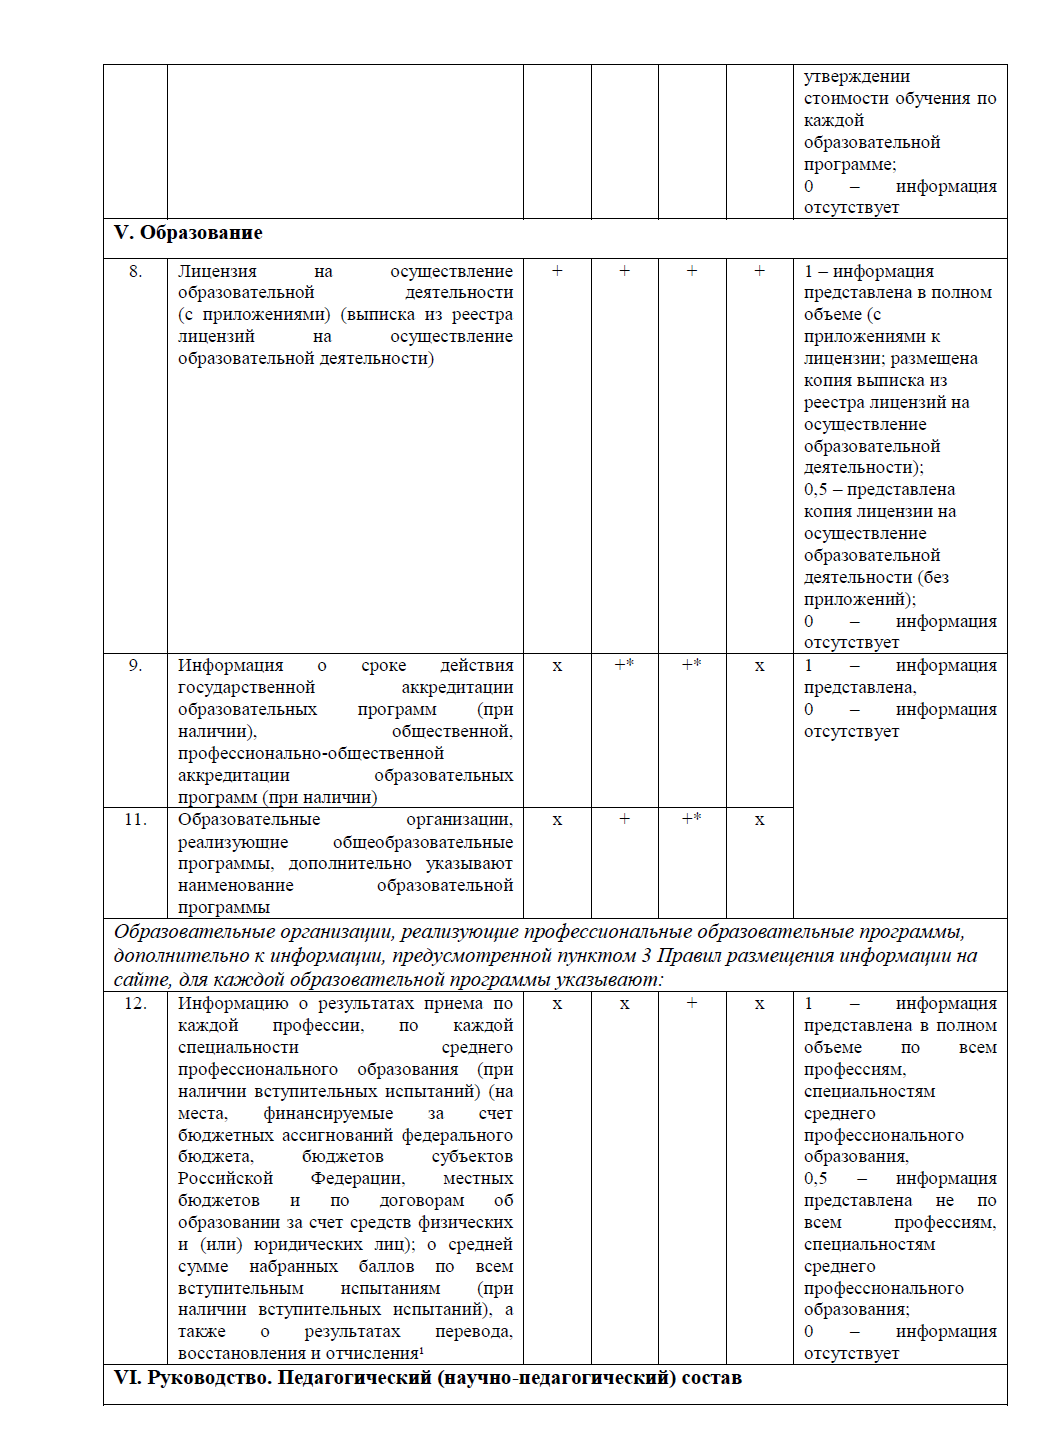 утверждении
стоимости обучения по
каждой
образовательной
программе;
0 – информация
отсутствует
V. Образование
8.
Лицензия на осуществление
образовательной деятельности
(с приложениями) (выписка из реестра
лицензий на осуществление
образовательной деятельности)
+
+
+
+
1 – информация
представлена в полном
объеме (с
приложениями к
лицензии; размещена
копия выписка из
реестра лицензий на
осуществление
образовательной
деятельности);
0,5 – представлена
копия лицензии на
осуществление
образовательной
деятельности (без
приложений);
0 – информация
отсутствует
9.
Информация о сроке действия
государственной аккредитации
образовательных программ (при
наличии), общественной,
профессионально-общественной
аккредитации образовательных
программ (при наличии)
х
+*
+*
х
1 – информация
представлена,
0 – информация
отсутствует
11.
Образовательные организации,
реализующие общеобразовательные
программы, дополнительно указывают
наименование образовательной
программы
х
+
+*
х
Образовательные организации, реализующие профессиональные образовательные программы,
дополнительно к информации, предусмотренной пунктом 3 Правил размещения информации на
сайте, для каждой образовательной программы указывают:
12.
Информацию о результатах приема по
каждой профессии, по каждой
специальности среднего
профессионального образования (при
наличии вступительных испытаний) (на
места, финансируемые за счет
бюджетных ассигнований федерального
бюджета, бюджетов субъектов
Российской Федерации, местных
бюджетов и по договорам об
образовании за счет средств физических
и (или) юридических лиц); о средней
сумме набранных баллов по всем
вступительным испытаниям (при
наличии вступительных испытаний), а
также о результатах перевода,
восстановления и отчисления¹
х
х
+
х
1 – информация
представлена в полном
объеме по всем
профессиям,
специальностям
среднего
профессионального
образования,
0,5 – информация
представлена не по
всем профессиям,
специальностям
среднего
профессионального
образования;
0 – информация
отсутствует
VI. Руководство. Педагогический (научно-педагогический) состав